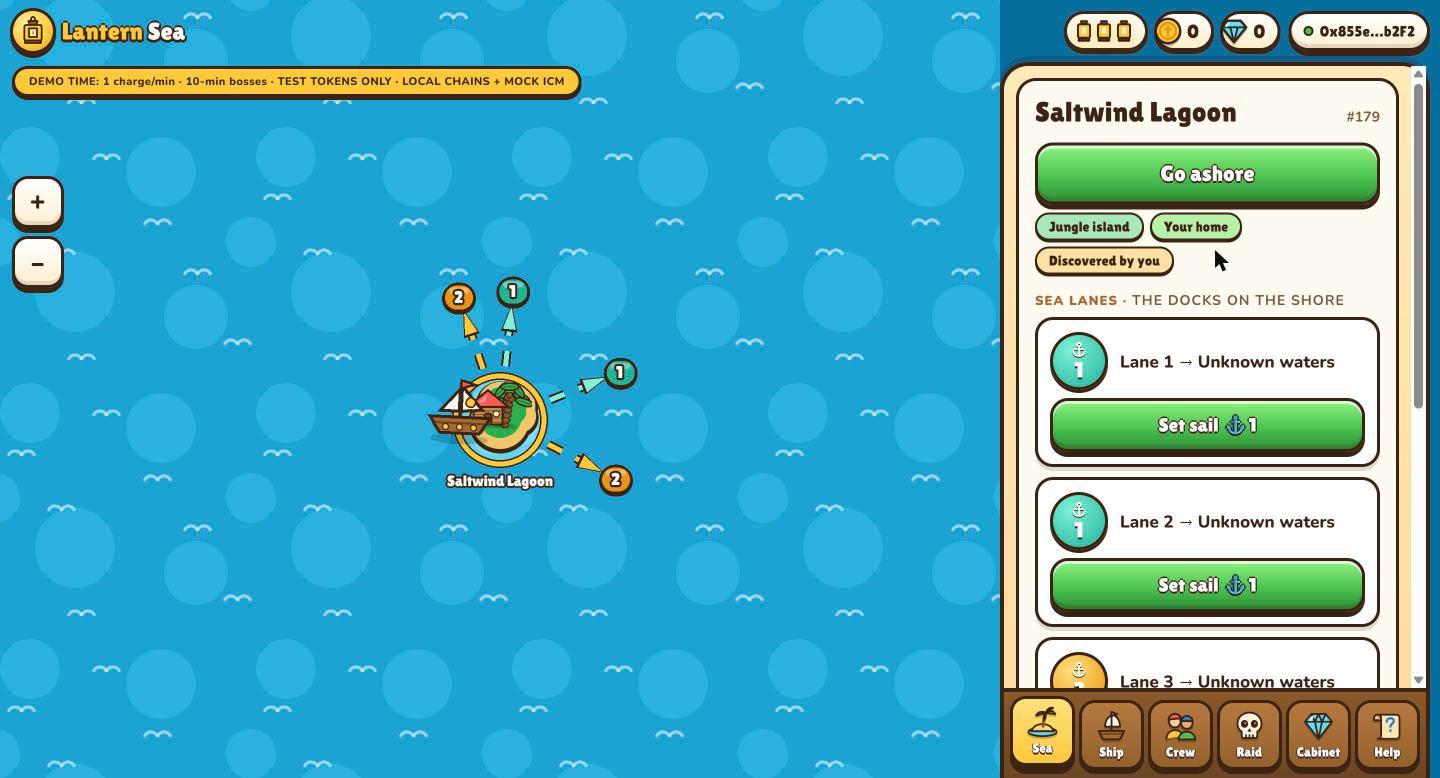 Lantern Sea
0
0
0x855e...b2F2
DEMO TIME: 1 charge/min · 10-min bosses · TEST TOKENS ONLY · LOCAL CHAINS + MOCK ICM
+
−
2
1
1
2
Saltwind Lagoon
Saltwind Lagoon
#179
Go ashore
Jungle island
Your home
Discovered by you
SEA LANES · THE DOCKS ON THE SHORE
1
Lane 1 → Unknown waters
Set sail ⚓ 1
1
Lane 2 → Unknown waters
Set sail ⚓ 1
Lane 3 → Unknown waters
Sea
Ship
Crew
Raid
Cabinet
Help